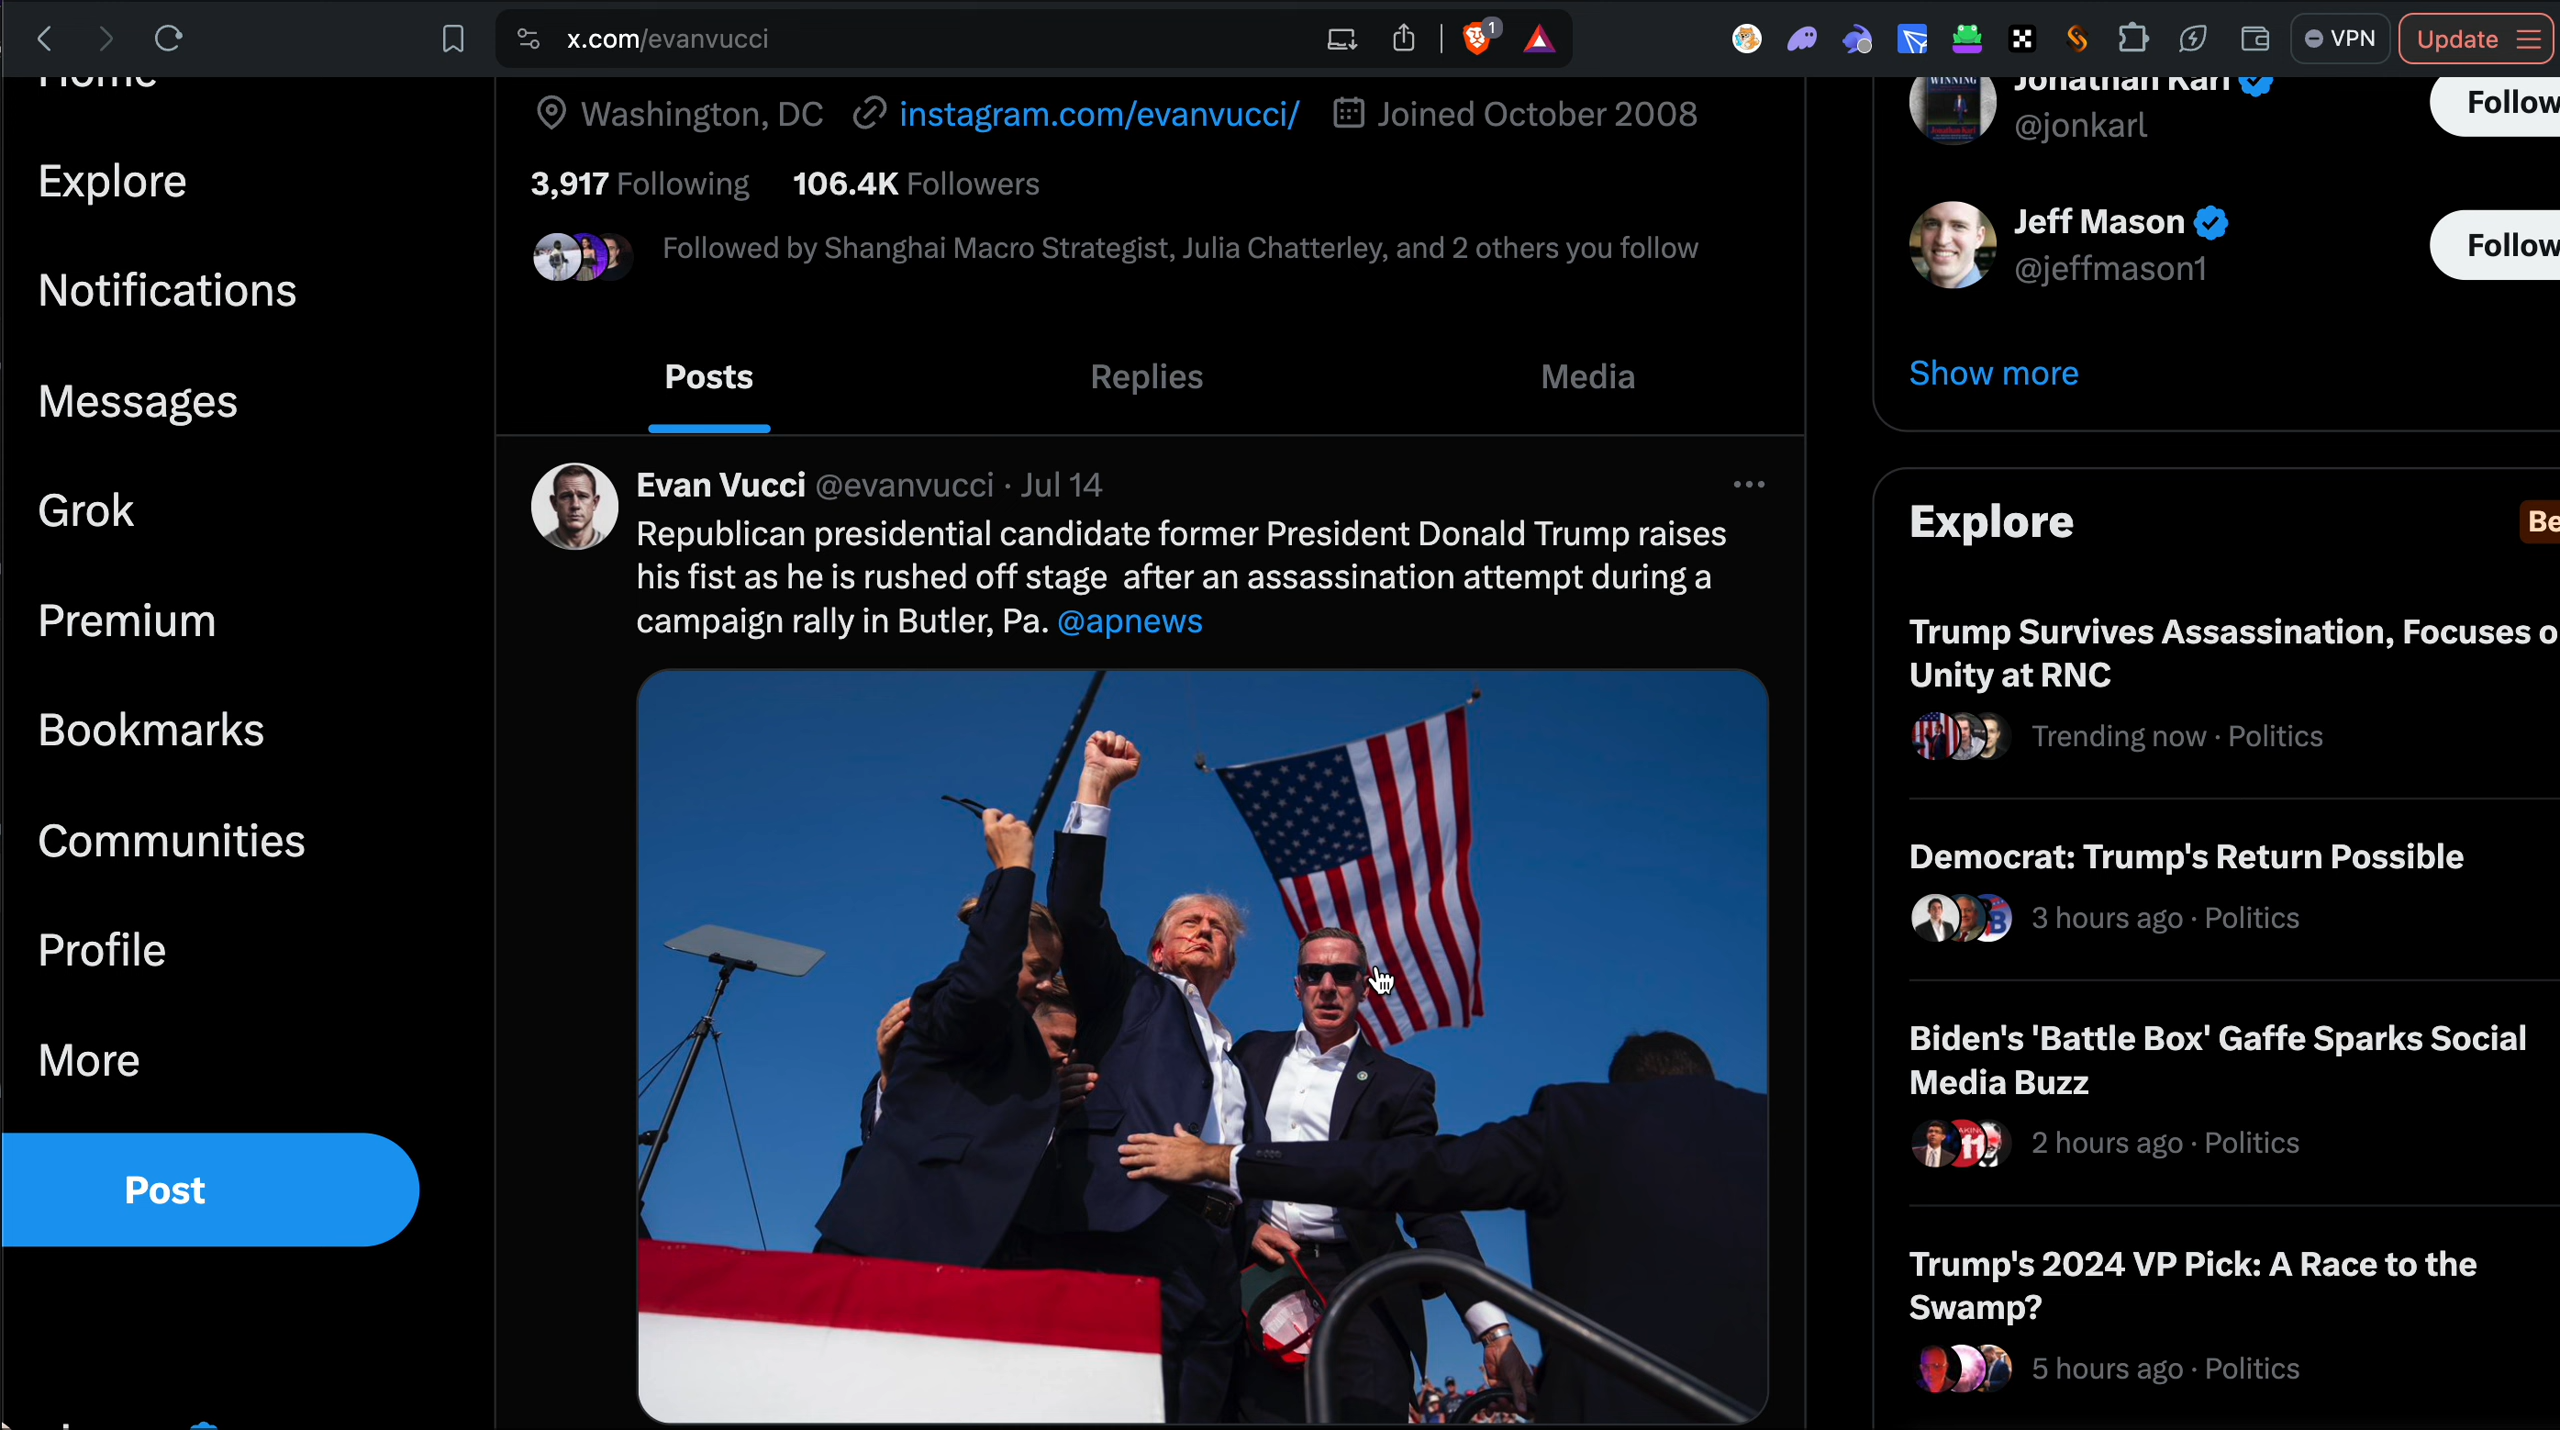 x.com/evanvucci
1
VPN
Update
Home
Explore
Notifications
Messages
Grok
Premium
Bookmarks
Communities
Profile
More
Post
Washington, DC instagram.com/evanvucci/ Joined October 2008
3,917 Following 106.4K Followers
Followed by Shanghai Macro Strategist, Julia Chatterley, and 2 others you follow
Posts Replies Media
Evan Vucci @evanvucci · Jul 14
Republican presidential candidate former President Donald Trump raises
his fist as he is rushed off stage after an assassination attempt during a
campaign rally in Butler, Pa. @apnews
WINNING
Jonathan Karl
@jonkarl
Follow
Jeff Mason
@jeffmason1
Follow
Show more
Explore
Be
Trump Survives Assassination, Focuses o
Unity at RNC
Trending now · Politics
Democrat: Trump's Return Possible
3 hours ago · Politics
Biden's 'Battle Box' Gaffe Sparks Social
Media Buzz
2 hours ago · Politics
Trump's 2024 VP Pick: A Race to the
Swamp?
5 hours ago · Politics